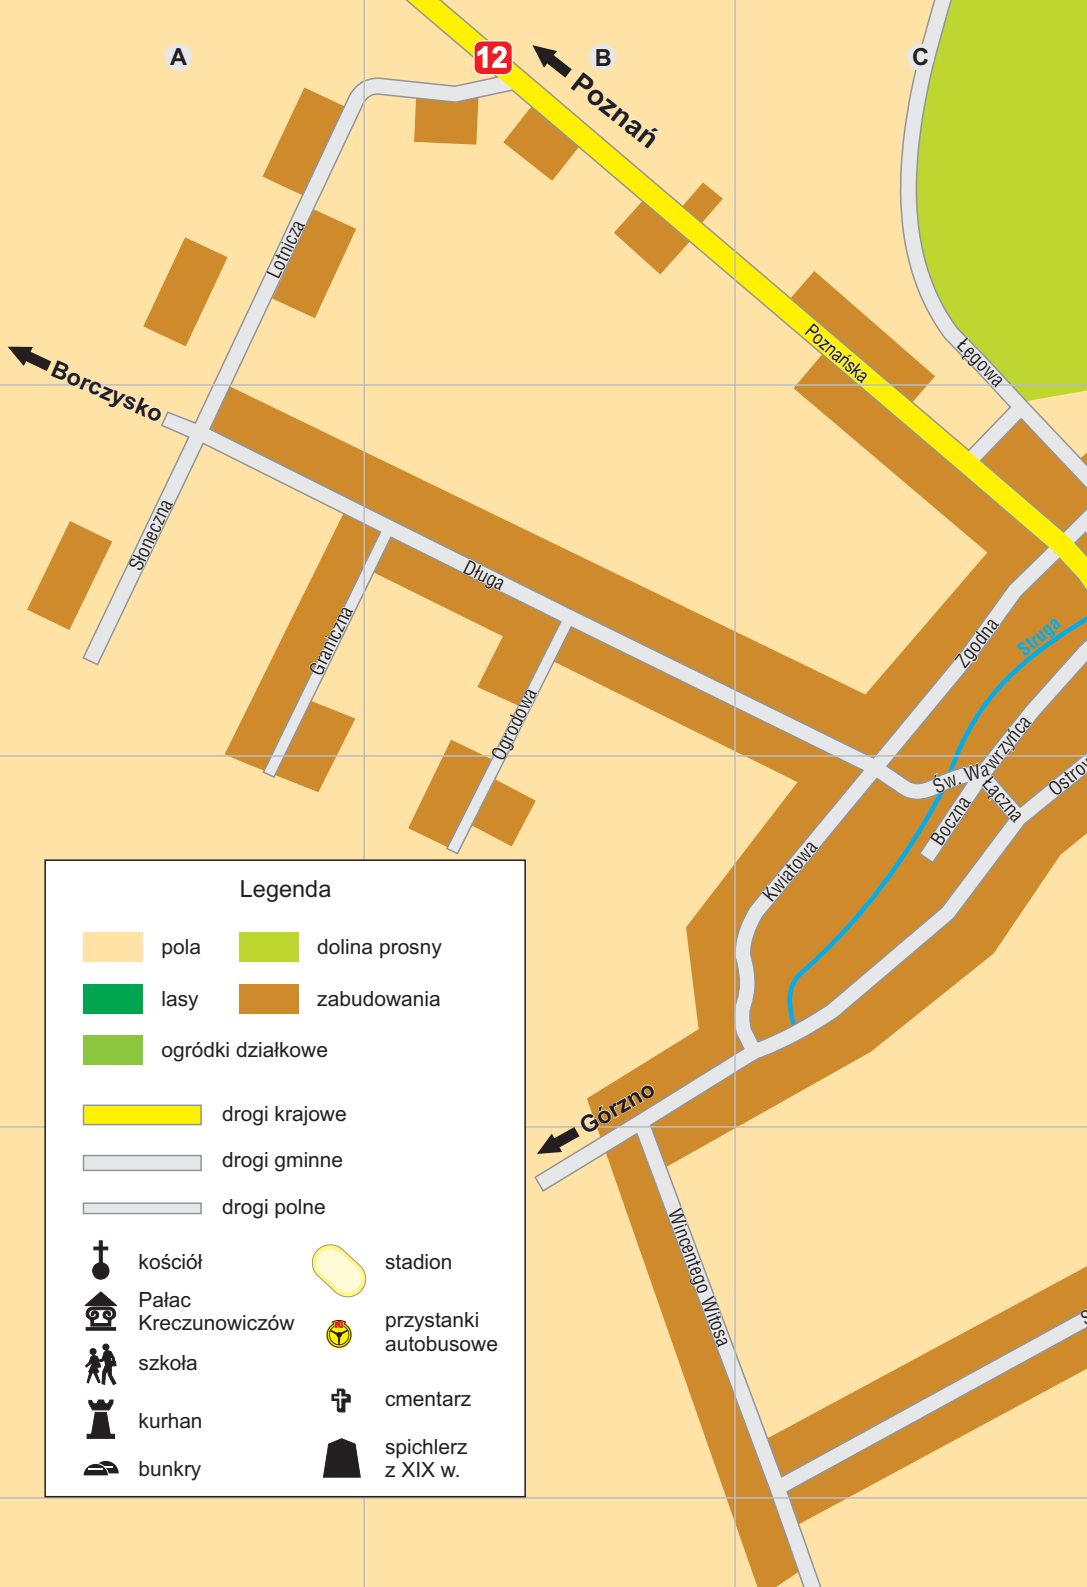 A
B
C
12
Poznań
Lotnicza
Borczysko
Poznańska
Łęgowa
Słoneczna
Długa
Graniczna
Ogrodowa
Zgodna
Struga
Św. Wawrzyńca
Łączna
Boczna
Kwiatowa
Górzno
Wincentego Witosa
Legenda
pola
dolina prosny
lasy
zabudowania
ogródki działkowe
drogi krajowe
drogi gminne
drogi polne
kościół
stadion
Pałac
Kreczunowiczów
przystanki
autobusowe
szkoła
cmentarz
kurhan
spichlerz
z XIX w.
bunkry